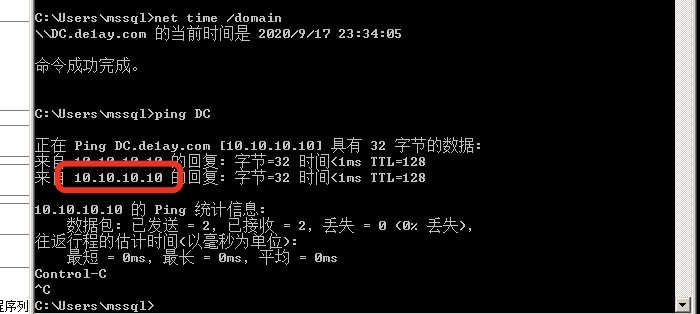 C:\Users\mssql>net time /domain
\\DC.de1ay.com 的当前时间是 2020/9/17 23:34:05
命令成功完成。
C:\Users\mssql>ping DC
正在 Ping DC.de1ay.com [10.10.10.10] 具有 32 字节的数据:
来自 10.10.10.10 的回复: 字节=32 时间<1ms TTL=128
来自 10.10.10.10 的回复: 字节=32 时间<1ms TTL=128
10.10.10.10 的 Ping 统计信息:
数据包: 已发送 = 2, 已接收 = 2, 丢失 = 0 (0% 丢失),
往返行程的估计时间(以毫秒为单位):
最短 = 0ms, 最长 = 0ms, 平均 = 0ms
Control-C
^C
C:\Users\mssql>
程序列